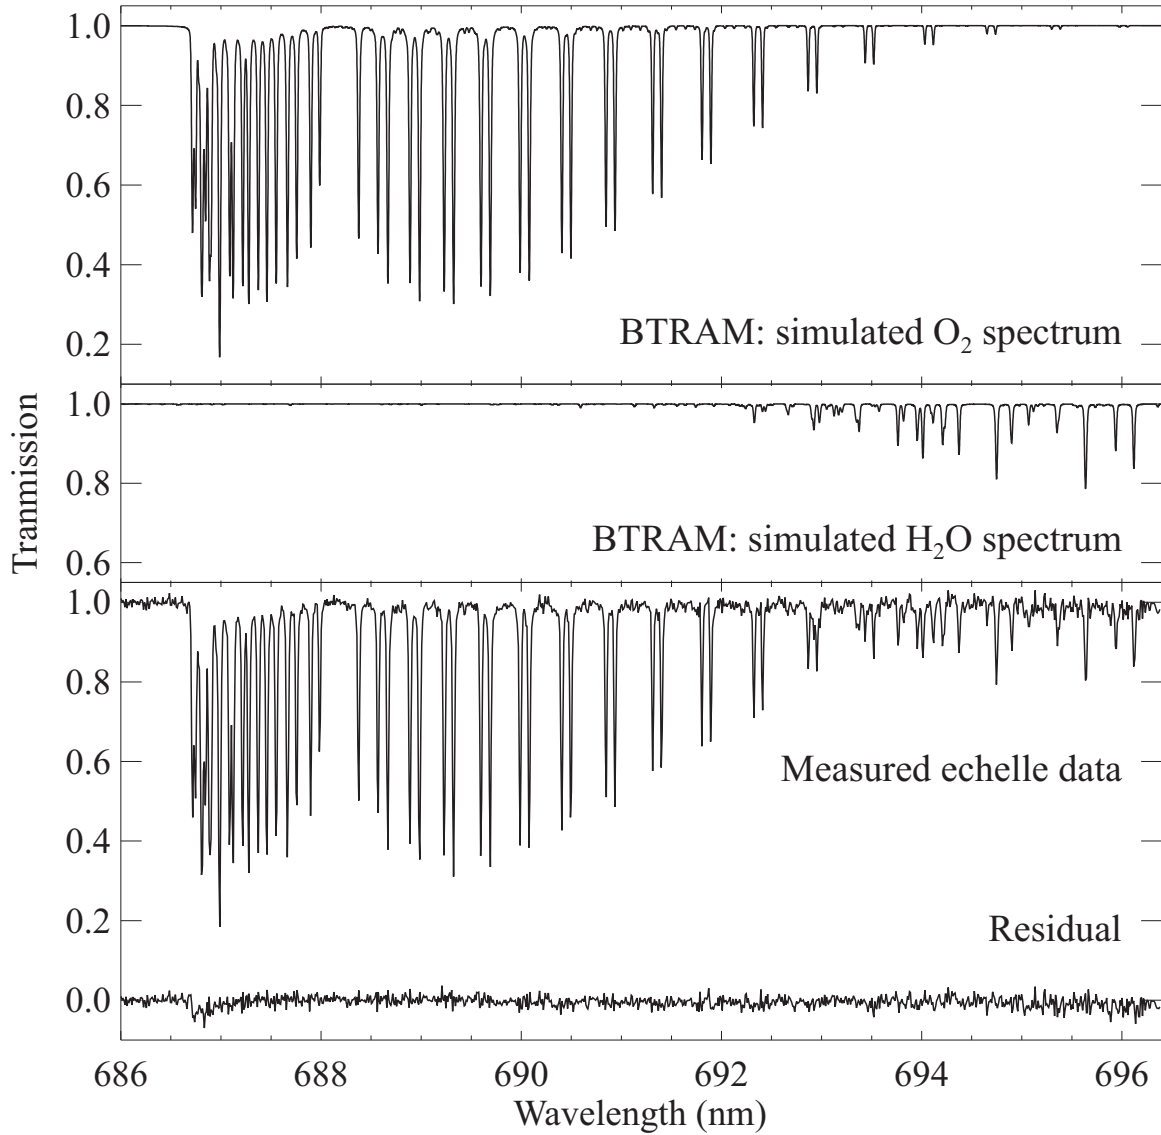 1.0
0.8
0.6
0.4
0.2
BTRAM: simulated O₂ spectrum
1.0
0.8
0.6
BTRAM: simulated H₂O spectrum
Tranmission
1.0
0.8
0.6
0.4
0.2
0.0
Measured echelle data
Residual
686 688 690 692 694 696
Wavelength (nm)